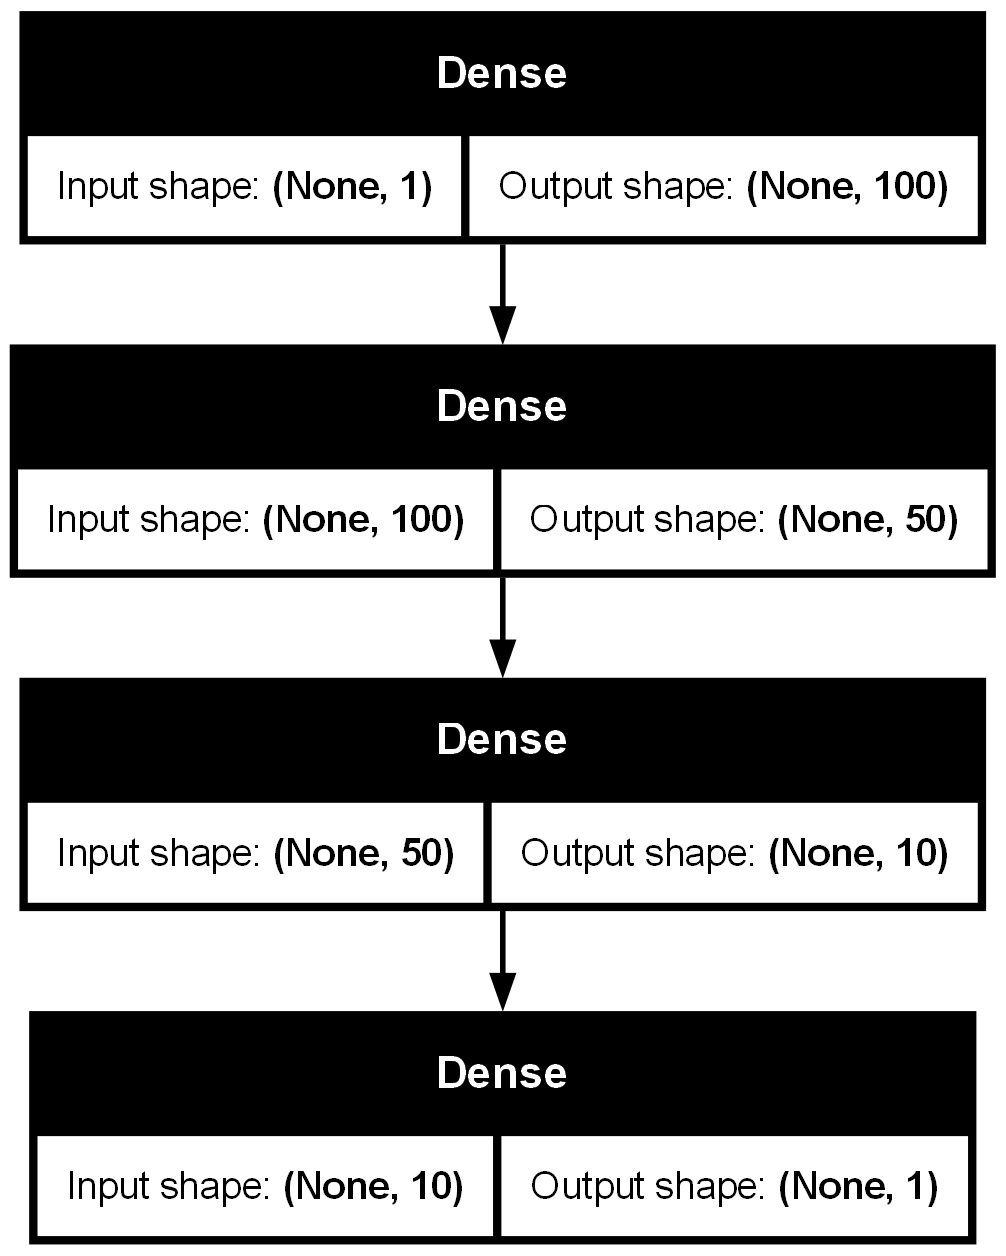 Dense
Input shape: (None, 1) Output shape: (None, 100)
Dense
Input shape: (None, 100) Output shape: (None, 50)
Dense
Input shape: (None, 50) Output shape: (None, 10)
Dense
Input shape: (None, 10) Output shape: (None, 1)